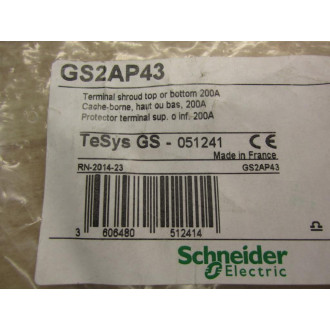 GS2AP43
Terminal shroud top or bottom 200A
Cache-borne, haut ou bas, 200A
Protector terminal sup. o inf. 200A
TeSys GS - 051241 CE
Made in France
RN-2014-23 GS2AP43
3 606480 512414
Schneider
Electric